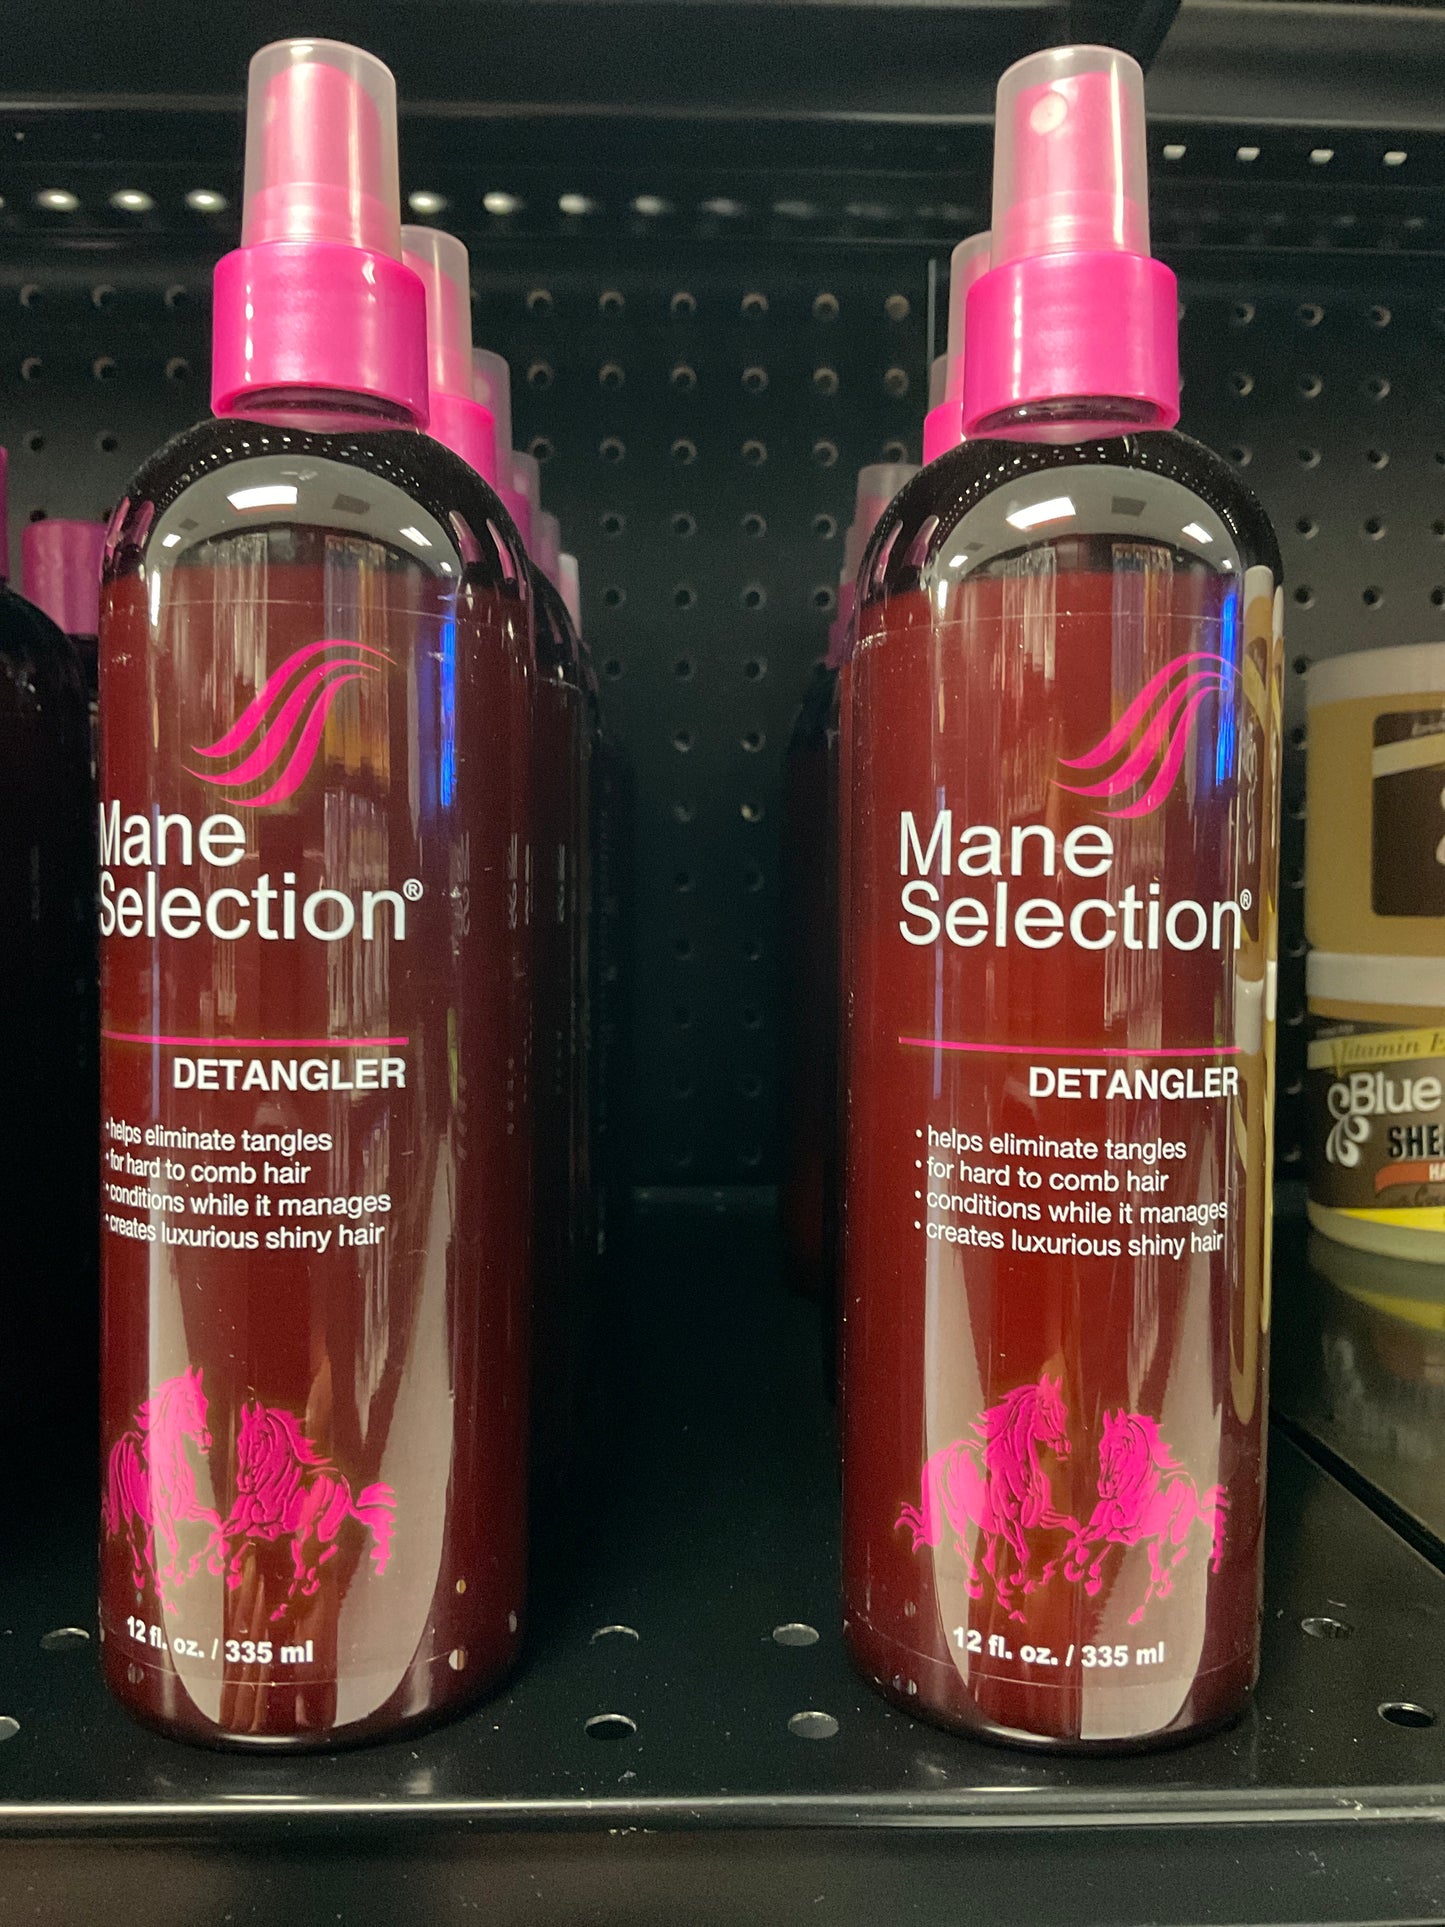 Mane
Selection®
DETANGLER
•helps eliminate tangles
•for hard to comb hair
•conditions while it manages
•creates luxurious shiny hair
12 fl. oz. / 335 ml
Mane
Selection®
DETANGLER
• helps eliminate tangles
• for hard to comb hair
• conditions while it manages
• creates luxurious shiny hair
12 fl. oz. / 335 ml
Vitamin E
Blue